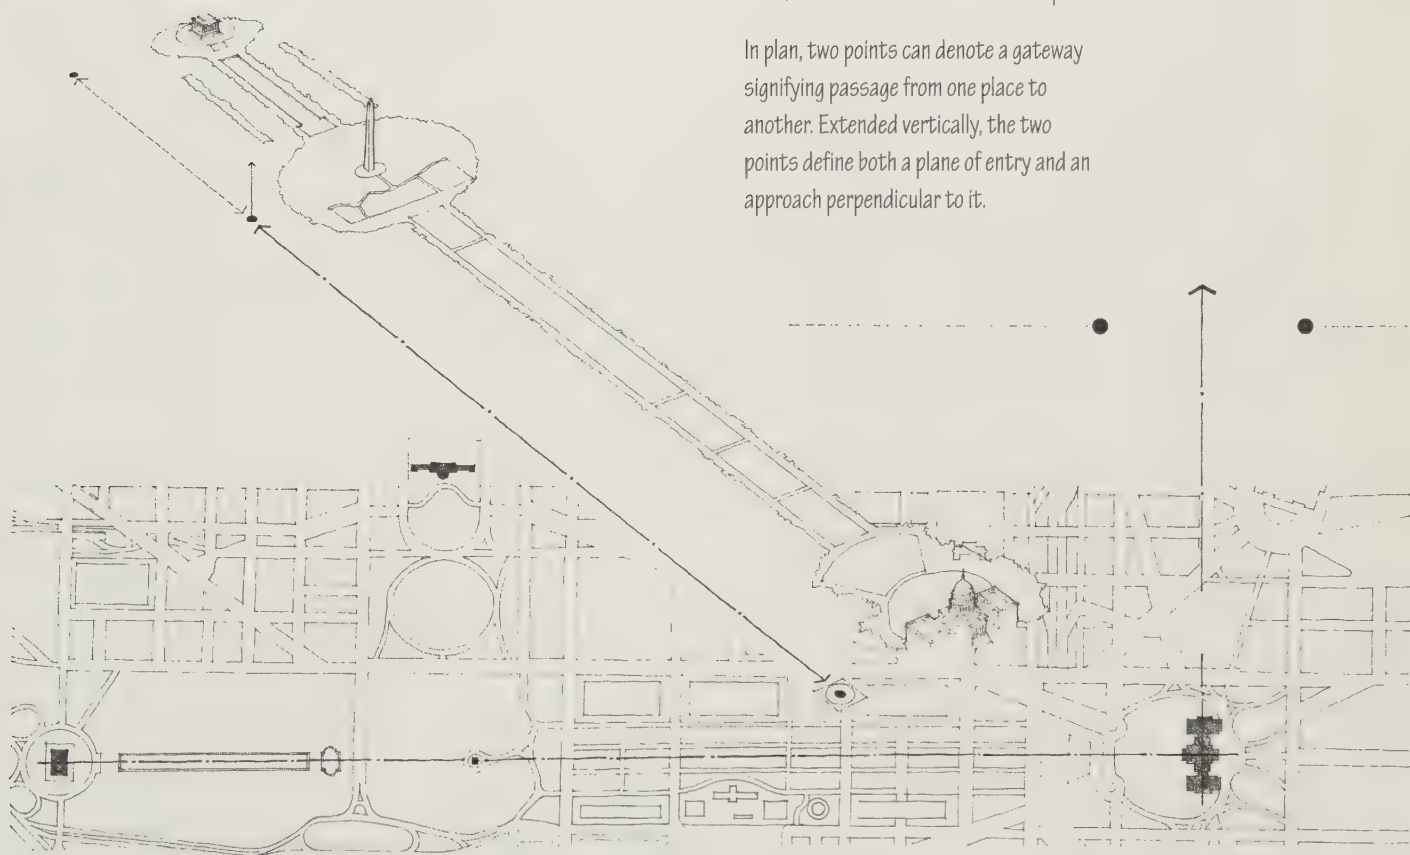 In plan, two points can denote a gateway
signifying passage from one place to
another. Extended vertically, the two
points define both a plane of entry and an
approach perpendicular to it.